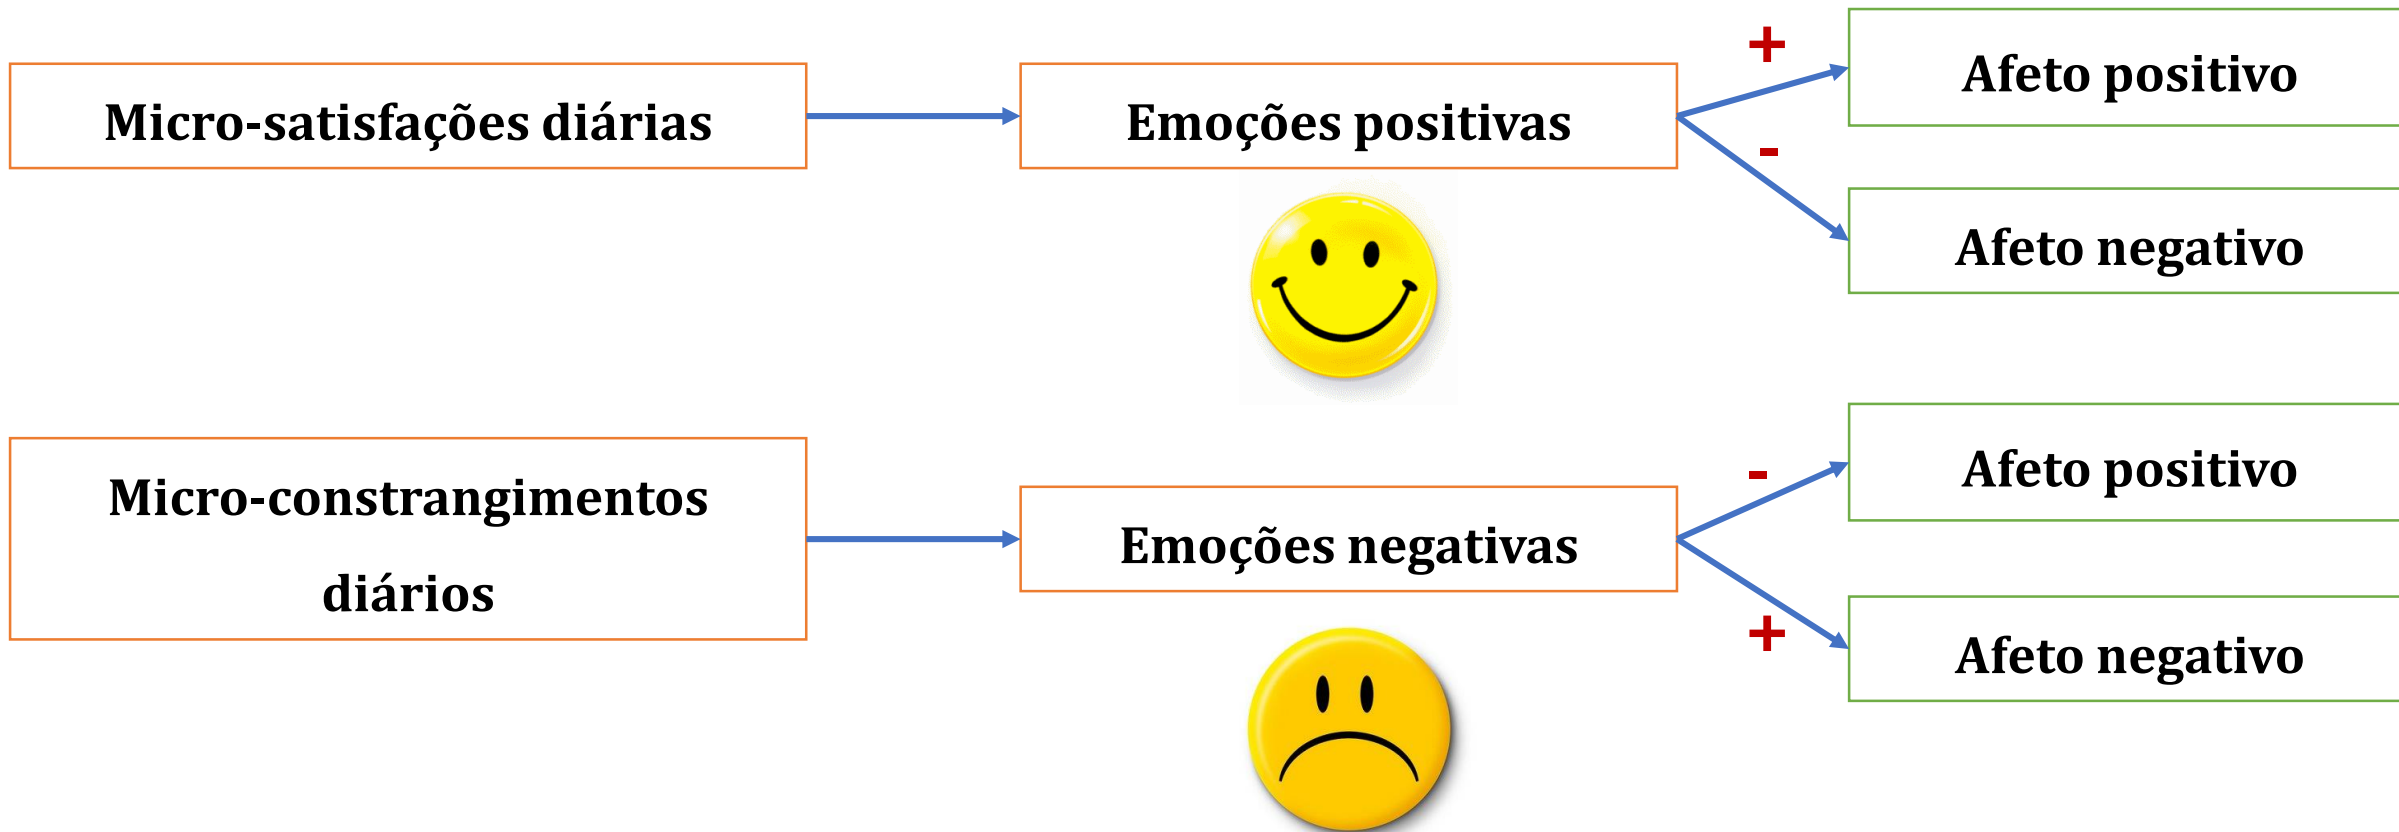 Micro-satisfações diárias
Emoções positivas
+
-
Afeto positivo
Afeto negativo
Micro-constrangimentos
diários
Emoções negativas
-
+
Afeto positivo
Afeto negativo